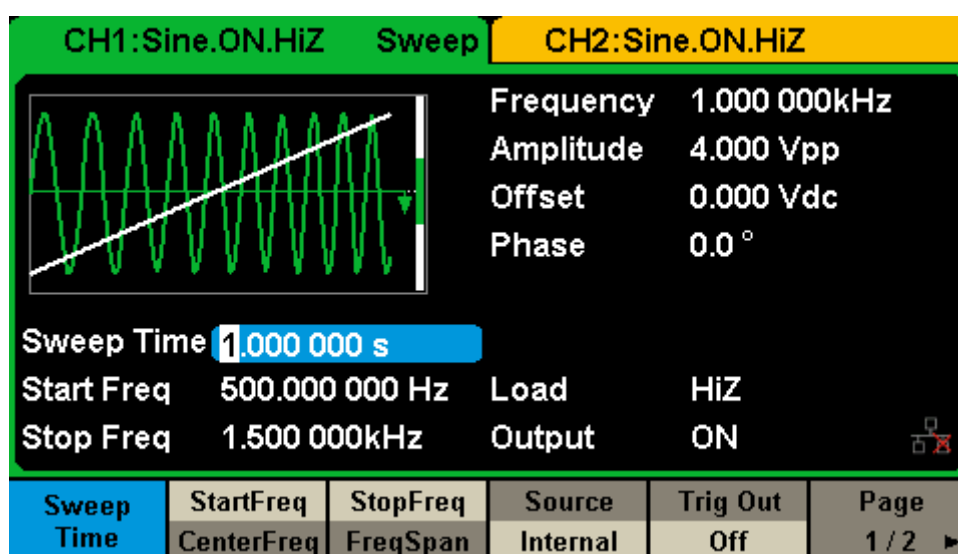 CH1:Sine.ON.HiZ Sweep CH2:Sine.ON.HiZ
Frequency 1.000 000kHz
Amplitude 4.000 Vpp
Offset 0.000 Vdc
Phase 0.0 °
Sweep Time 1.000 000 s
Start Freq 500.000 000 Hz Load HiZ
Stop Freq 1.500 000kHz Output ON
Sweep Time StartFreq StopFreq Source Trig Out Page
CenterFreq FreqSpan Internal Off 1/2 ►